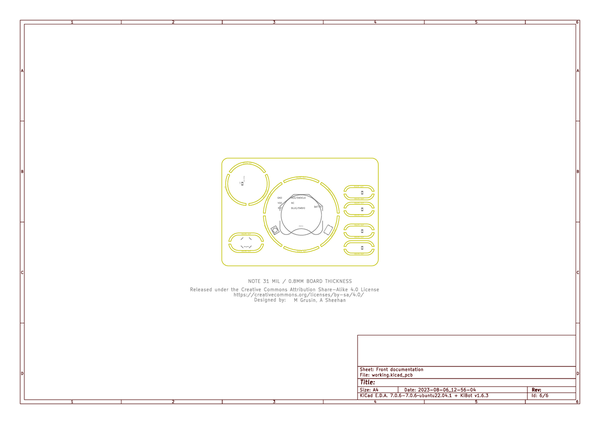 1 2 3 4 5 6
A A
B B
C C
NOTE 31 MIL / 0.8MM BOARD THICKNESS
Released under the Creative Commons Attribution Share-Alike 4.0 License
https://creativecommons.org/licenses/by-sa/4.0/
Designed by: M Grusin, A Sheehan
Sheet: Front documentation
File: working.kicad_pcb
D D
Title:
Size: A4 Date: 2023-08-06_12-56-04 Rev:
KiCad E.D.A. 7.0.6-7.0.6~ubuntu22.04.1 + KiBot v1.6.3 Id: 6/6
1 2 3 4 5 6